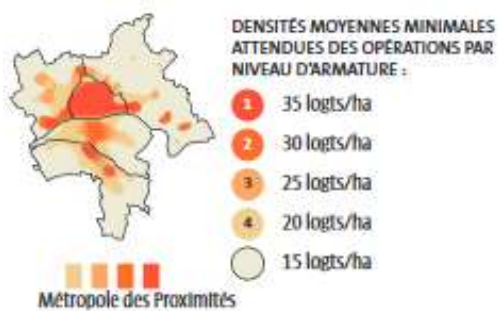 DENSITÉS MOYENNES MINIMALES
ATTENDUES DES OPÉRATIONS PAR
NIVEAU D'ARMATURE :
1 35 logts/ha
2 30 logts/ha
3 25 logts/ha
4 20 logts/ha
15 logts/ha
Métropole des Proximités